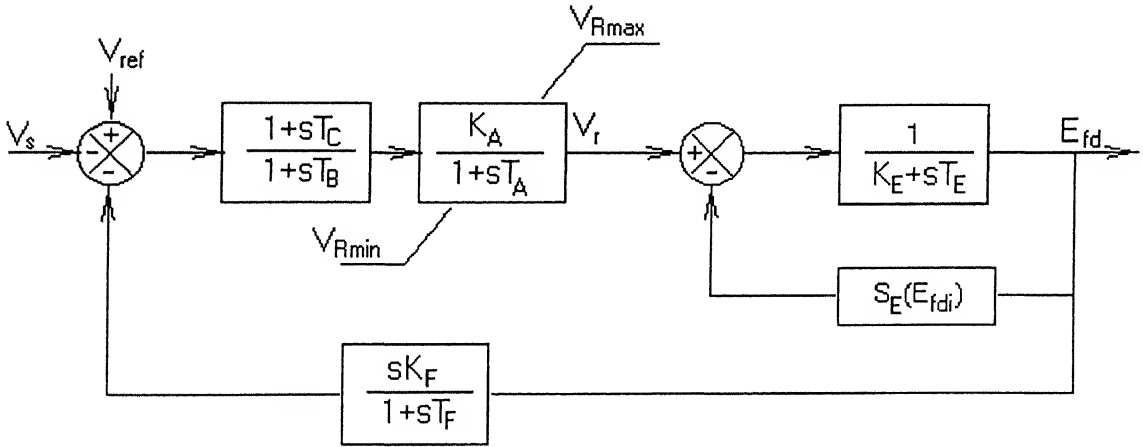 V_Rmax
V_ref
V_s
+
-
-
1+sT_C
1+sT_B
K_A
1+sT_A
V_r
+
-
1
K_E+sT_E
E_fd
V_Rmin
S_E(E_fdi)
sK_F
1+sT_F